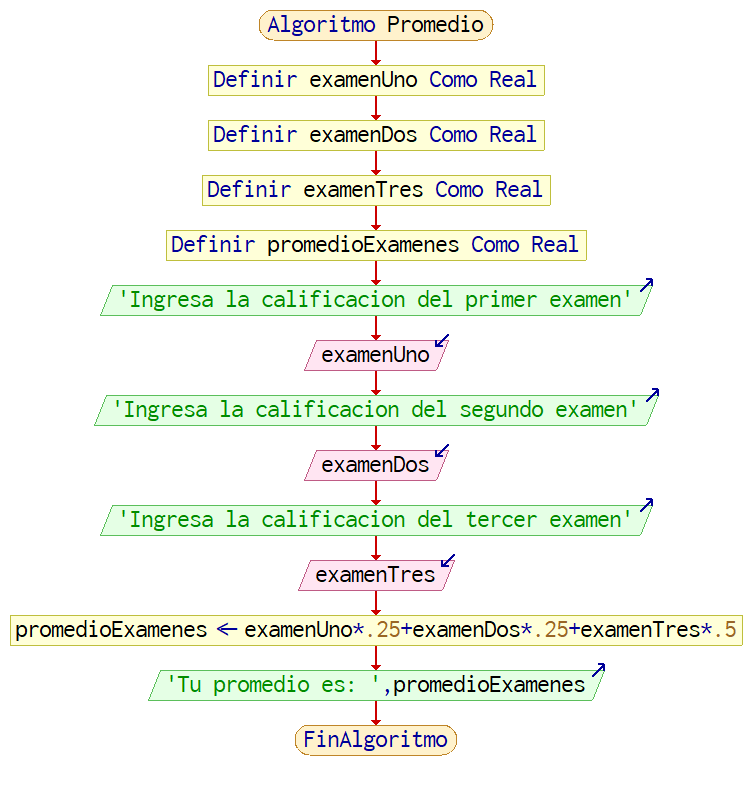 Algoritmo Promedio
Definir examenUno Como Real
Definir examenDos Como Real
Definir examenTres Como Real
Definir promedioExamenes Como Real
'Ingresa la calificacion del primer examen'
examenUno
'Ingresa la calificacion del segundo examen'
examenDos
'Ingresa la calificacion del tercer examen'
examenTres
promedioExamenes ← examenUno*.25+examenDos*.25+examenTres*.5
'Tu promedio es: ',promedioExamenes
FinAlgoritmo